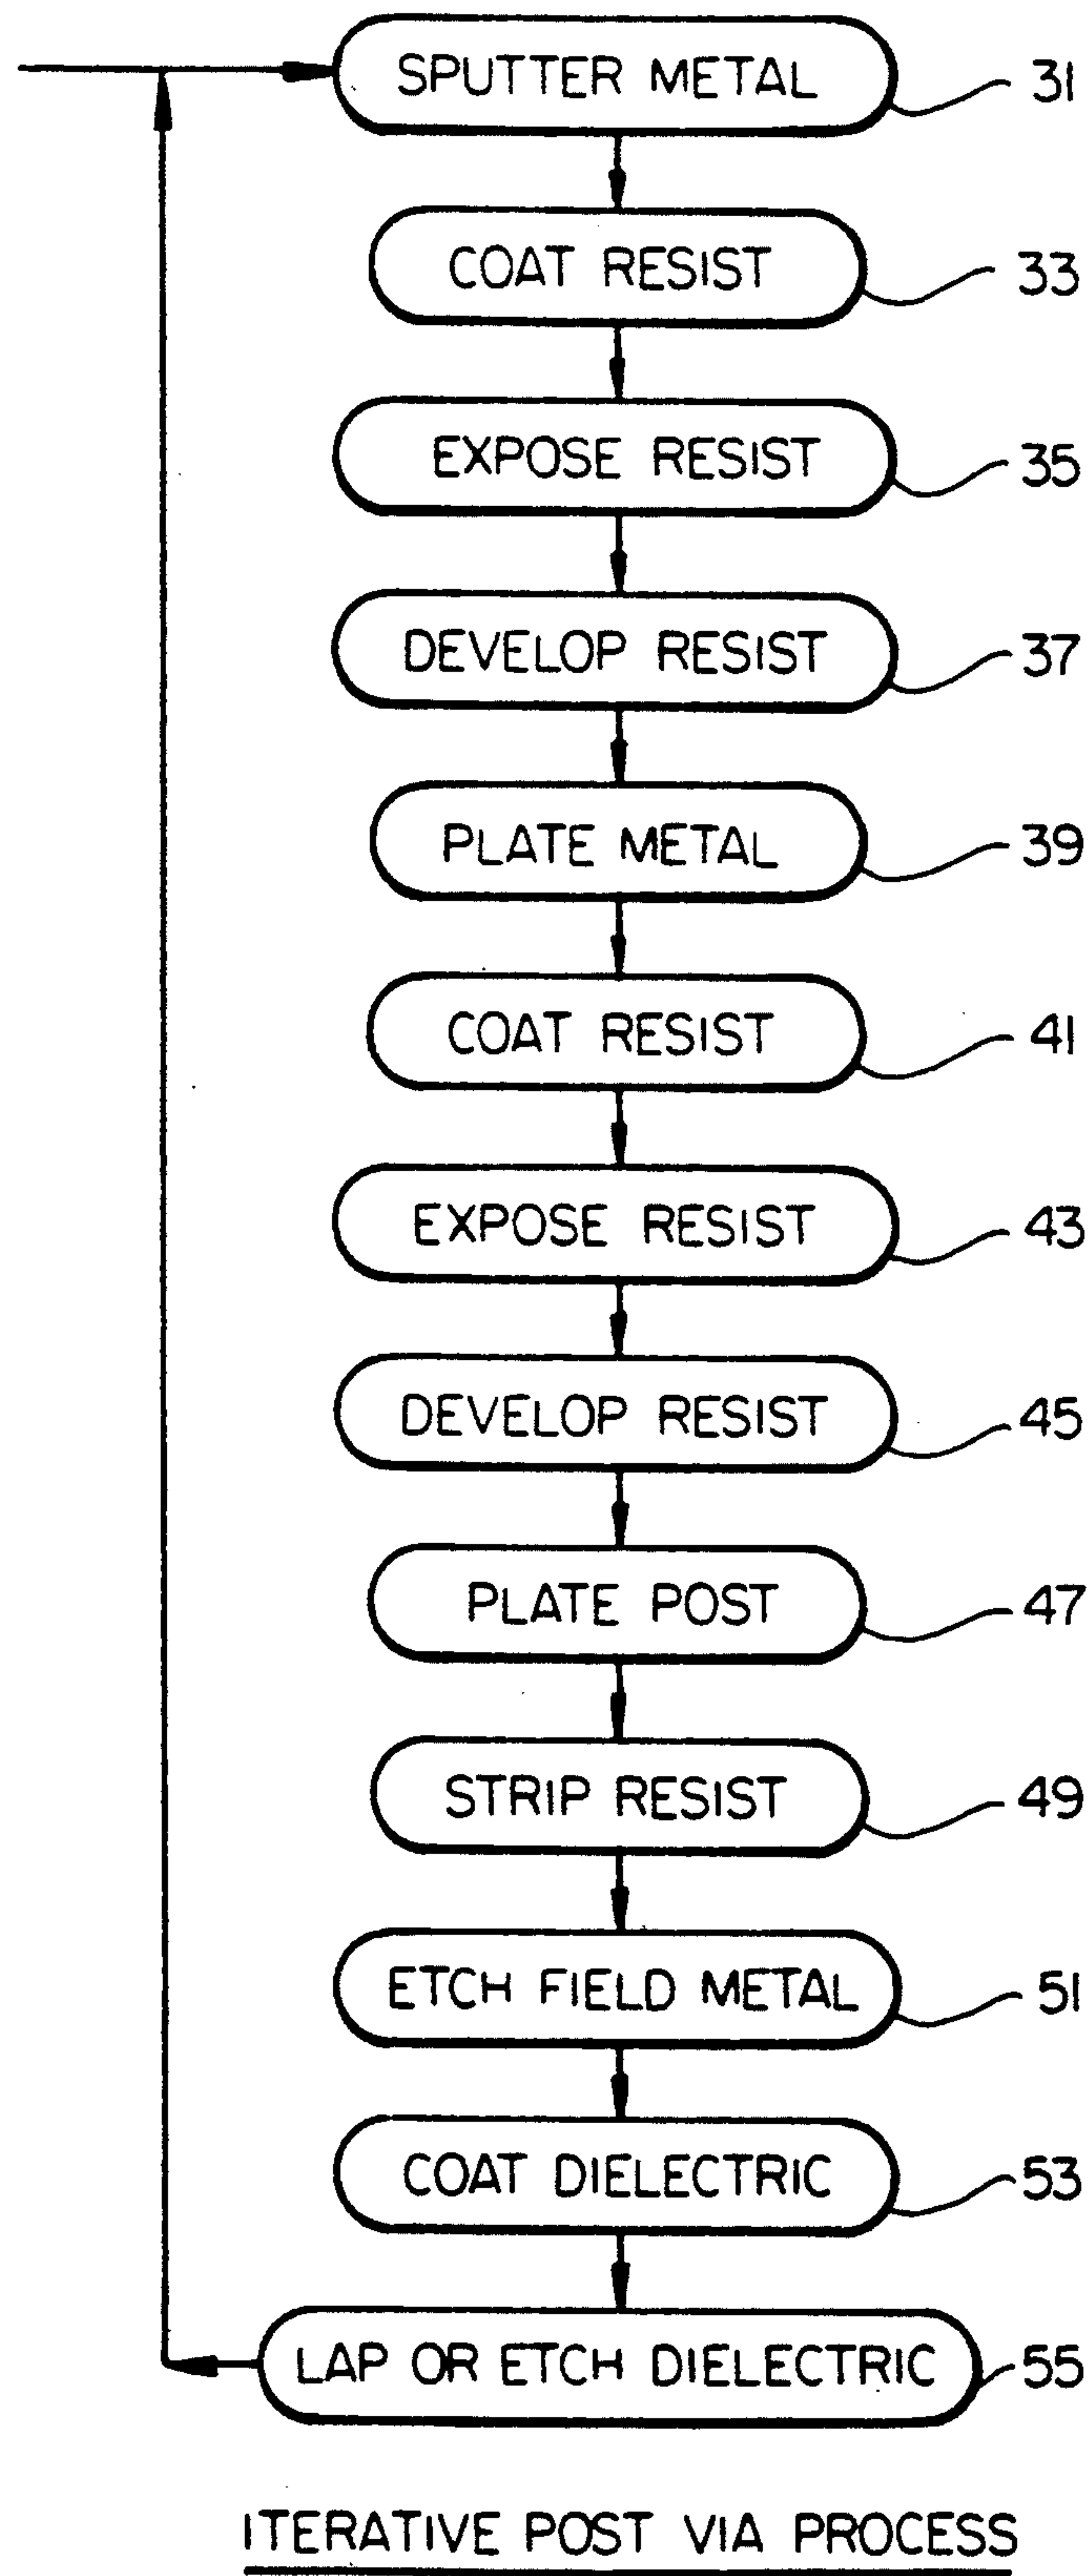 SPUTTER METAL 31
COAT RESIST 33
EXPOSE RESIST 35
DEVELOP RESIST 37
PLATE METAL 39
COAT RESIST 41
EXPOSE RESIST 43
DEVELOP RESIST 45
PLATE POST 47
STRIP RESIST 49
ETCH FIELD METAL 51
COAT DIELECTRIC 53
LAP OR ETCH DIELECTRIC 55
ITERATIVE POST VIA PROCESS